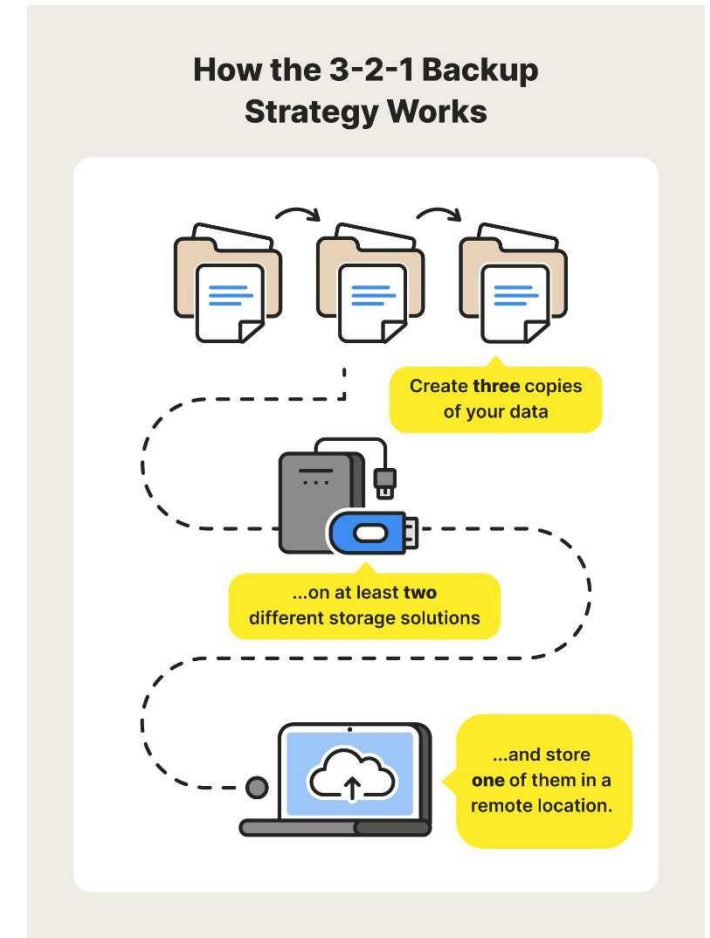 How the 3-2-1 Backup
Strategy Works
Create three copies
of your data
...on at least two
different storage solutions
...and store
one of them in a
remote location.